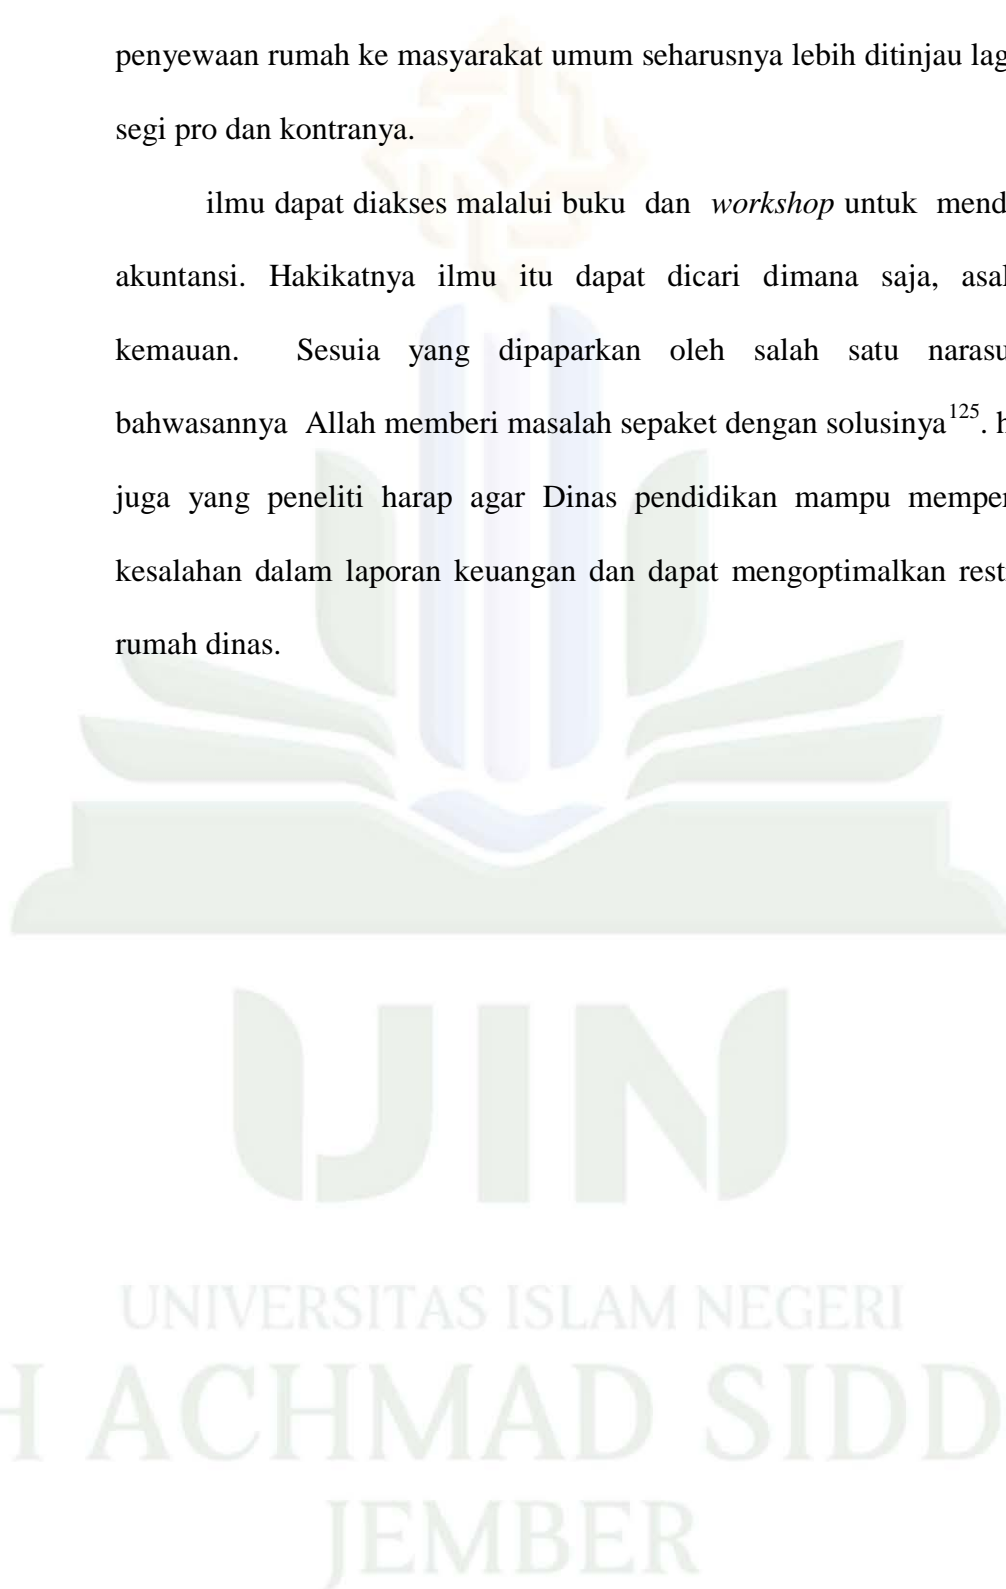 penyewaan rumah ke masyarakat umum seharusnya lebih ditinjau lag
segi pro dan kontranya.
ilmu dapat diakses malalui buku dan workshop untuk mend
akuntansi. Hakikatnya ilmu itu dapat dicari dimana saja, asal
kemauan. Sesuia yang dipaparkan oleh salah satu narasu
bahwasannya Allah memberi masalah sepaket dengan solusinya125. h
juga yang peneliti harap agar Dinas pendidikan mampu memper
kesalahan dalam laporan keuangan dan dapat mengoptimalkan rest
rumah dinas.
UIN
UNIVERSITAS ISLAM NEGERI
H ACHMAD SIDD
JEMBER